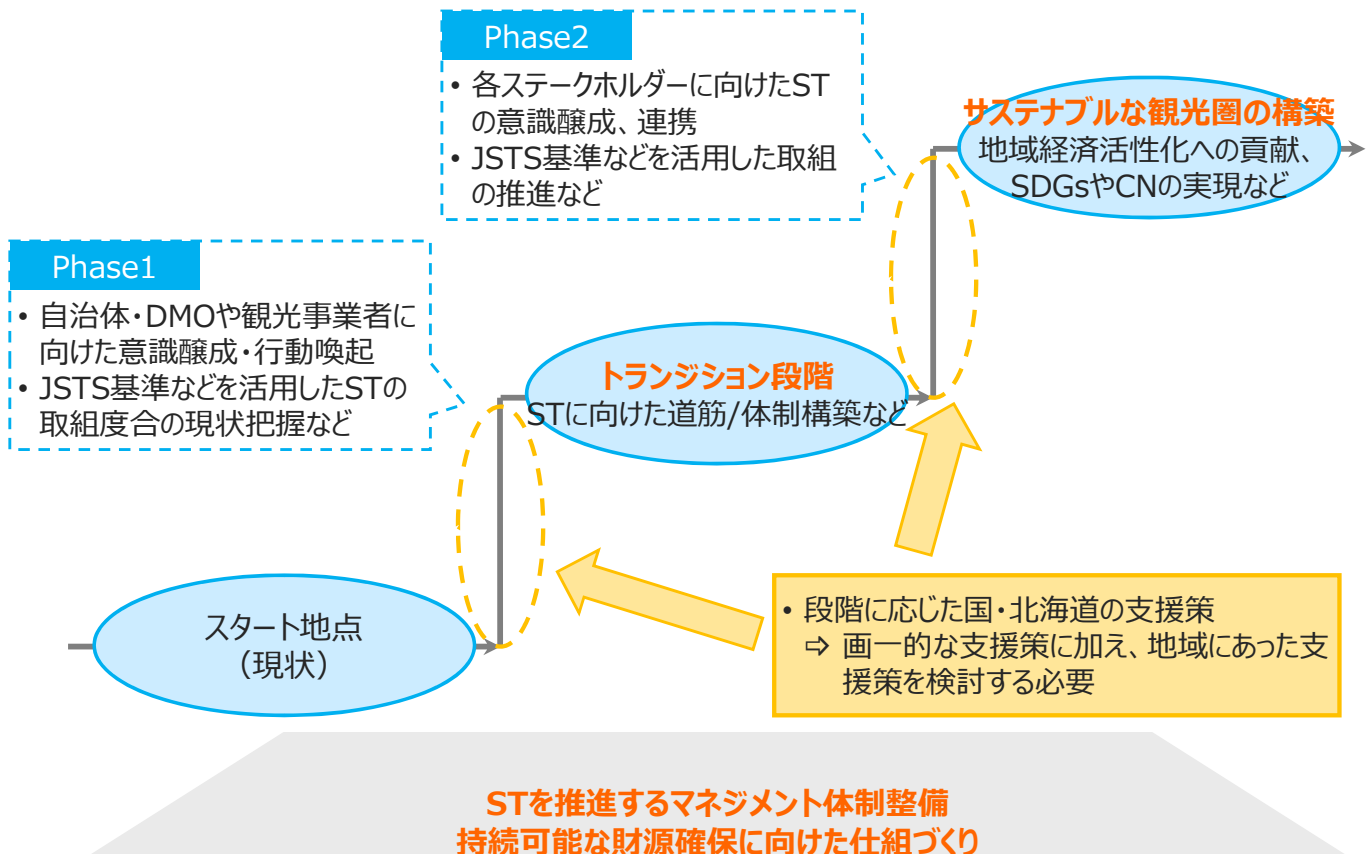 Phase2
• 各ステークホルダーに向けたST
の意識醸成、連携
• JSTS基準などを活用した取組
の推進など
サステナブルな観光圏の構築
地域経済活性化への貢献、
SDGsやCNの実現など
Phase1
• 自治体・DMOや観光事業者に
向けた意識醸成・行動喚起
• JSTS基準などを活用したSTの
取組度合の現状把握など
トランジション段階
STに向けた道筋/体制構築など
スタート地点
（現状）
• 段階に応じた国・北海道の支援策
⇨ 画一的な支援策に加え、地域にあった支
援策を検討する必要
STを推進するマネジメント体制整備
持続可能な財源確保に向けた仕組づくり